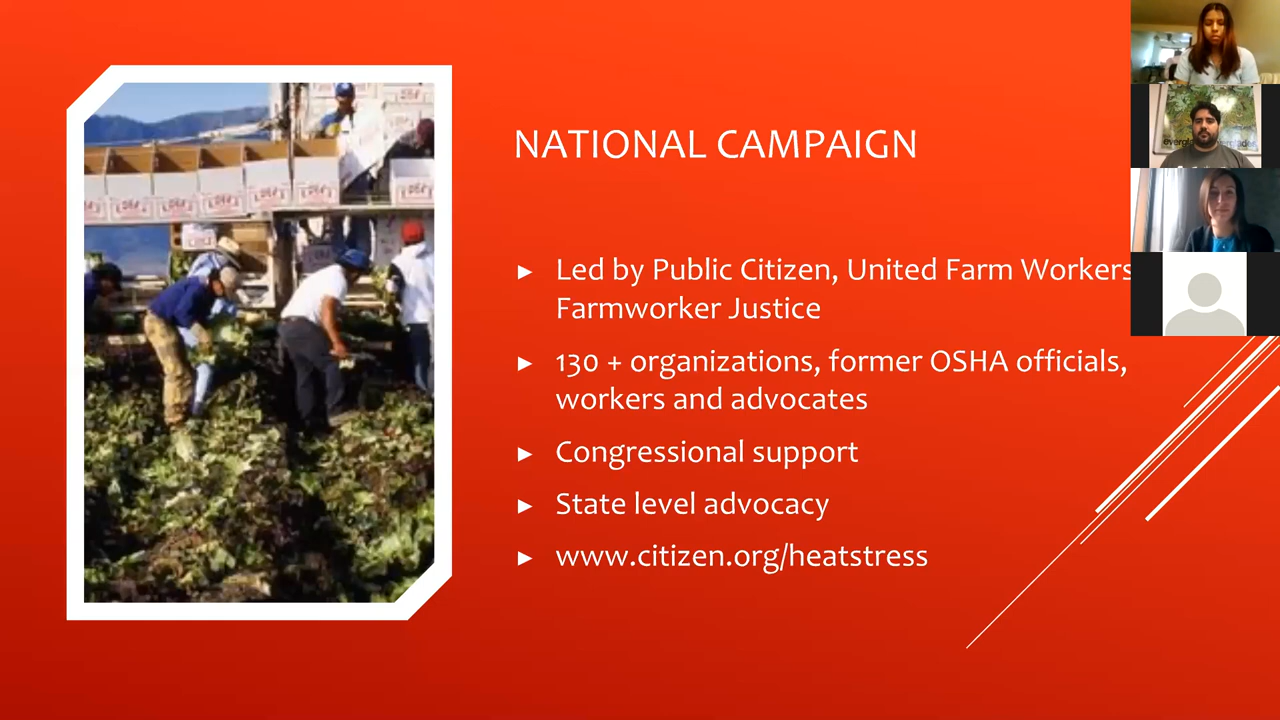 NATIONAL CAMPAIGN
► Led by Public Citizen, United Farm Workers
Farmworker Justice
► 130 + organizations, former OSHA officials,
workers and advocates
► Congressional support
► State level advocacy
► www.citizen.org/heatstress